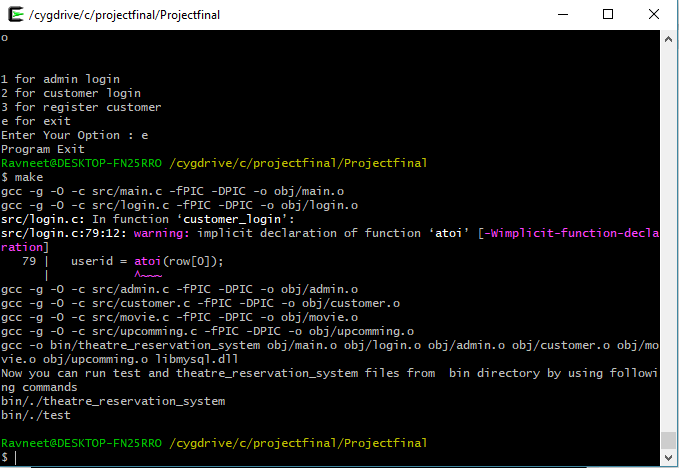 /cygdrive/c/projectfinal/Projectfinal
o
1 for admin login
2 for customer login
3 for register customer
e for exit
Enter Your Option : e
Program Exit
Ravneet@DESKTOP-FN25RRO /cygdrive/c/projectfinal/Projectfinal
$ make
gcc -g -O -c src/main.c -fPIC -DPIC -o obj/main.o
gcc -g -O -c src/login.c -fPIC -DPIC -o obj/login.o
src/login.c: In function ‘customer_login’:
src/login.c:79:12: warning: implicit declaration of function ‘atoi’ [-Wimplicit-function-decla
ration]
79 |   userid = atoi(row[0]);
|            ^~~~
gcc -g -O -c src/admin.c -fPIC -DPIC -o obj/admin.o
gcc -g -O -c src/customer.c -fPIC -DPIC -o obj/customer.o
gcc -g -O -c src/movie.c -fPIC -DPIC -o obj/movie.o
gcc -g -O -c src/upcomming.c -fPIC -DPIC -o obj/upcomming.o
gcc -o bin/theatre_reservation_system obj/main.o obj/login.o obj/admin.o obj/customer.o obj/mo
vie.o obj/upcomming.o libmysql.dll
Now you can run test and theatre_reservation_system files from  bin directory by using followi
ng commands
bin/./theatre_reservation_system
bin/./test
Ravneet@DESKTOP-FN25RRO /cygdrive/c/projectfinal/Projectfinal
$